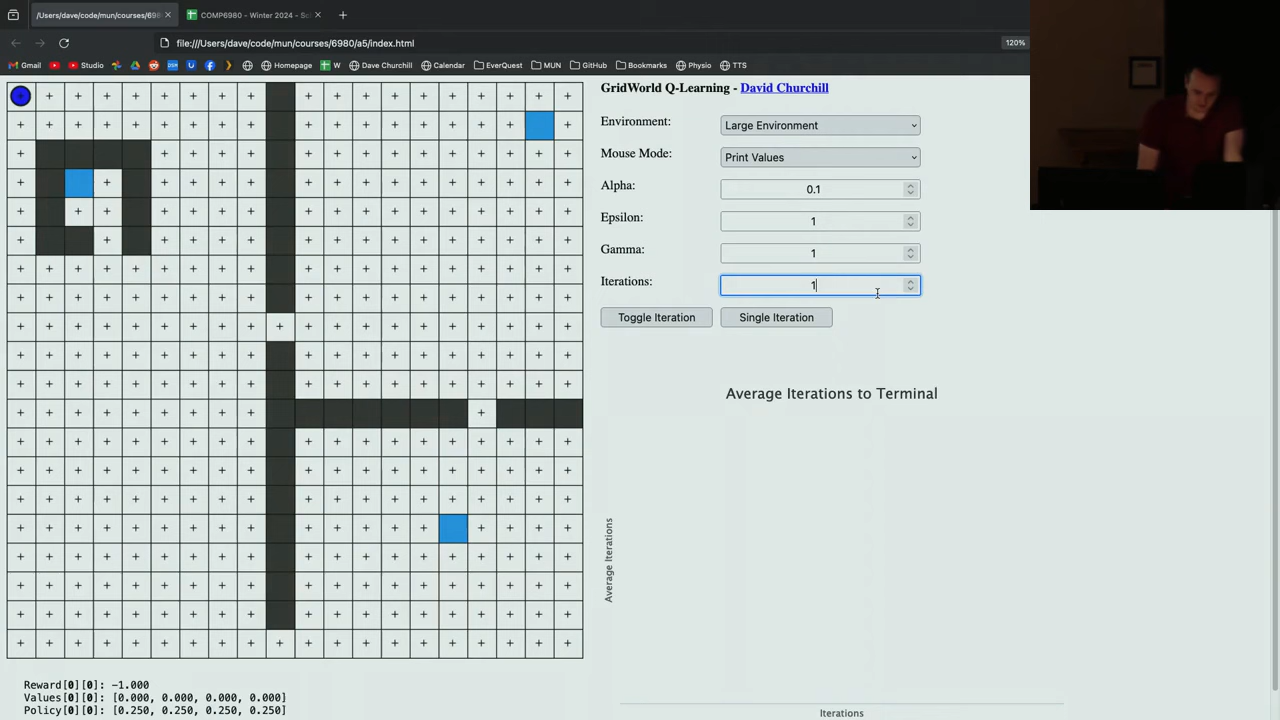 /Users/dave/code/mun/courses/698
COMP6980 - Winter 2024 - Sc
file:///Users/dave/code/mun/courses/6980/a5/index.html
120%
Gmail
Studio
Homepage
W
Dave Churchill
Calendar
EverQuest
MUN
GitHub
Bookmarks
Physio
TTS
GridWorld Q-Learning - David Churchill
Environment: Large Environment
Mouse Mode: Print Values
Alpha: 0.1
Epsilon: 1
Gamma: 1
Iterations: 1
Toggle Iteration Single Iteration
Average Iterations to Terminal
Average Iterations
Iterations
Reward[0][0]: -1.000
Values[0][0]: [0.000, 0.000, 0.000, 0.000]
Policy[0][0]: [0.250, 0.250, 0.250, 0.250]